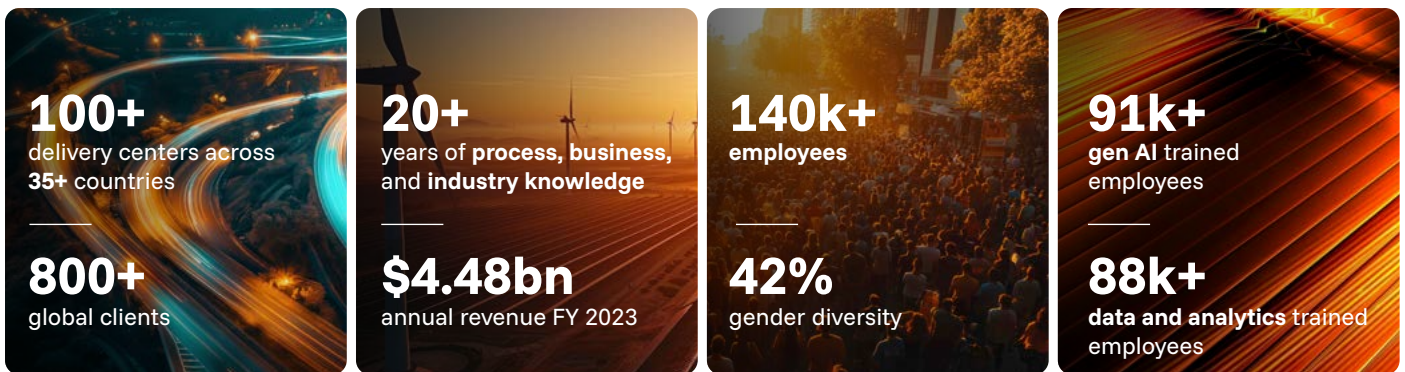 100+
delivery centers across
35+ countries
800+
global clients
20+
years of process, business,
and industry knowledge
$4.48bn
annual revenue FY 2023
140k+
employees
42%
gender diversity
91k+
gen AI trained
employees
88k+
data and analytics trained
employees